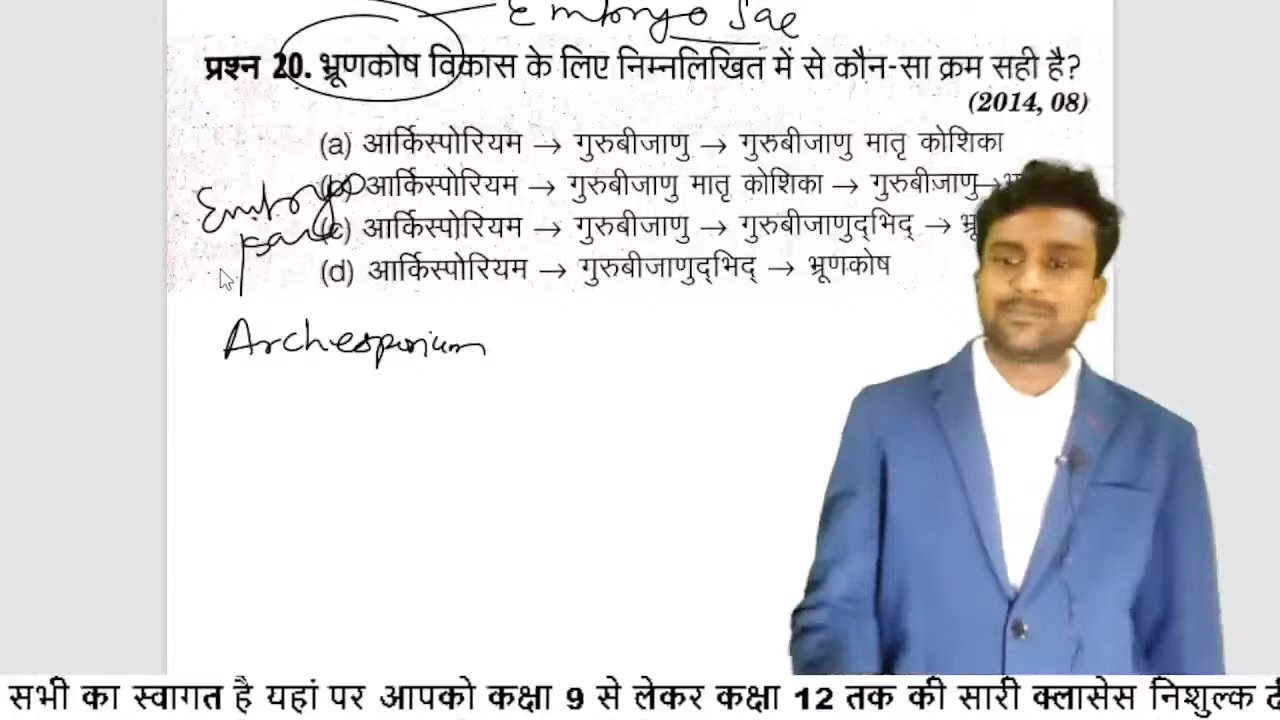 Embryo Sac
प्रश्न 20. भ्रूणकोष विकास के लिए निम्नलिखित में से कौन-सा क्रम सही है?
(2014, 08)
(a) आर्किस्पोरियम → गुरुबीजाणु → गुरुबीजाणु मातृ कोशिका
(b) आर्किस्पोरियम → गुरुबीजाणु मातृ कोशिका → गुरुबीजाणु →
Embryo
(c) आर्किस्पोरियम → गुरुबीजाणु → गुरुबीजाणुद्भिद् →
(d) आर्किस्पोरियम → गुरुबीजाणुद्भिद् → भ्रूणकोष
Archesporium
सभी का स्वागत है यहां पर आपको कक्षा 9 से लेकर कक्षा 12 तक की सारी क्लासेस निशुल्क